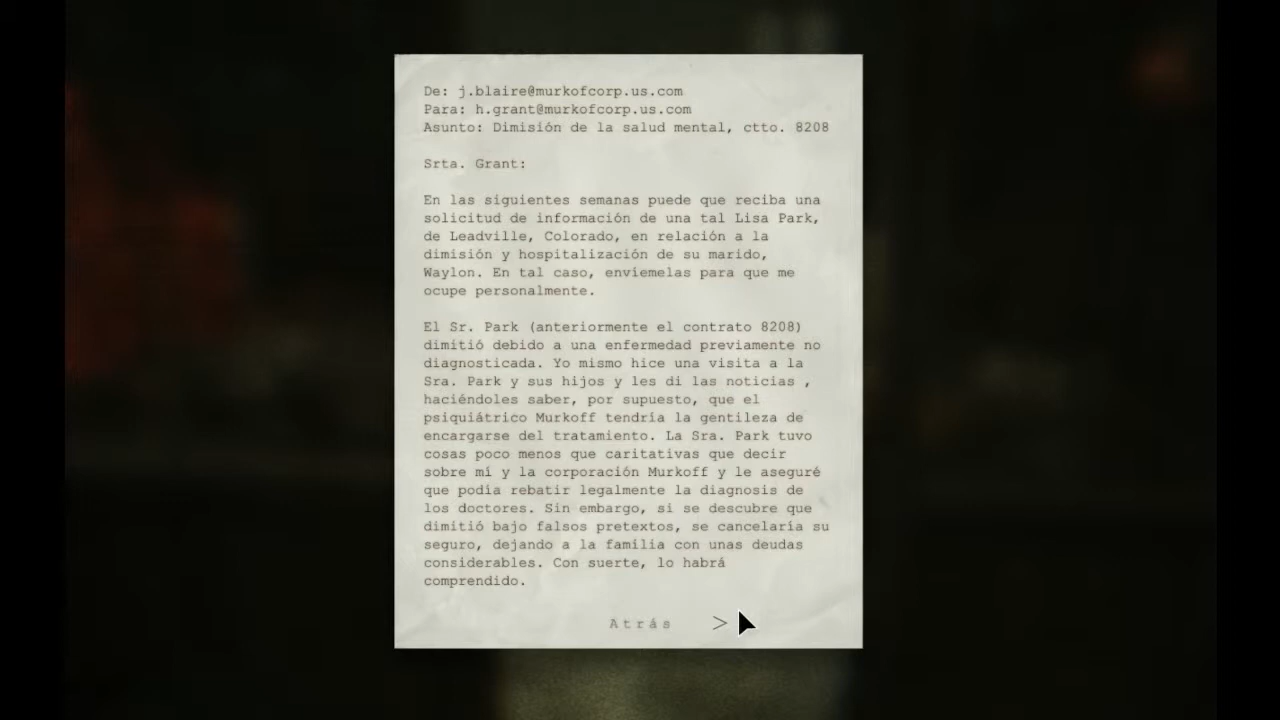 De: j.blaire@murkofcorp.us.com
Para: h.grant@murkofcorp.us.com
Asunto: Dimisión de la salud mental, ctto. 8208
Srta. Grant:
En las siguientes semanas puede que reciba una
solicitud de información de una tal Lisa Park,
de Leadville, Colorado, en relación a la
dimisión y hospitalización de su marido,
Waylon. En tal caso, envíemelas para que me
ocupe personalmente.
El Sr. Park (anteriormente el contrato 8208)
dimitió debido a una enfermedad previamente no
diagnosticada. Yo mismo hice una visita a la
Sra. Park y sus hijos y les di las noticias ,
haciéndoles saber, por supuesto, que el
psiquiátrico Murkoff tendría la gentileza de
encargarse del tratamiento. La Sra. Park tuvo
cosas poco menos que caritativas que decir
sobre mí y la corporación Murkoff y le aseguré
que podía rebatir legalmente la diagnosis de
los doctores. Sin embargo, si se descubre que
dimitió bajo falsos pretextos, se cancelaría su
seguro, dejando a la família con unas deudas
considerables. Con suerte, lo habrá
comprendido.
Atrás >